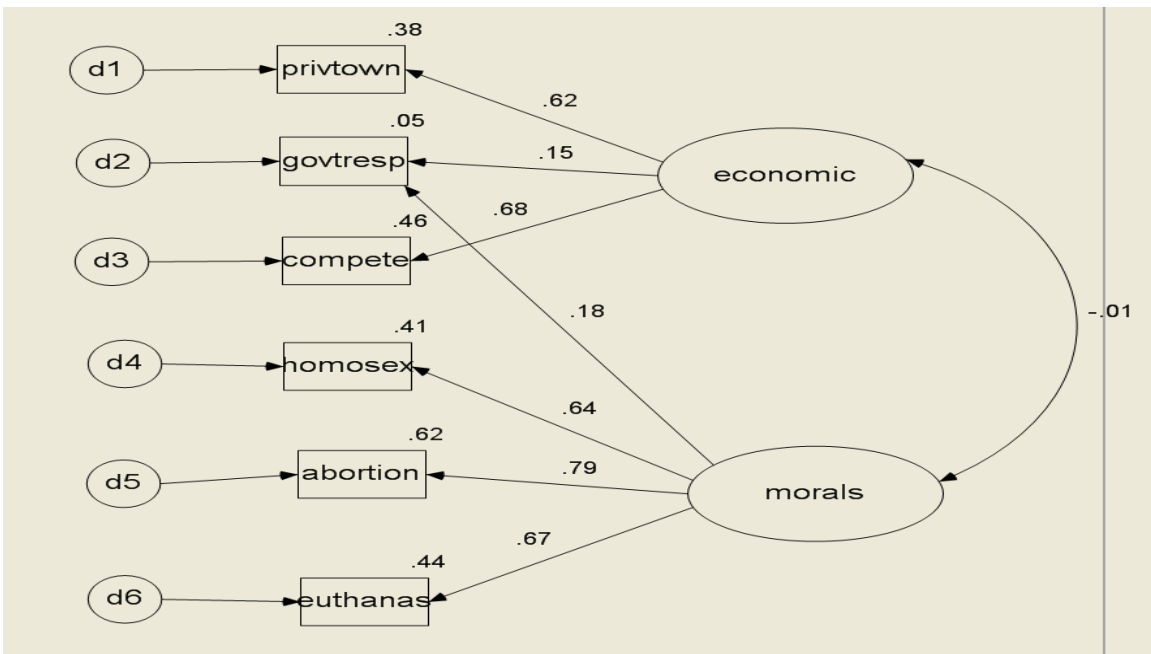 .38
d1
privtown
.62
.05
d2
govtresp
.15
economic
.68
.46
d3
compete
.18
-.01
.41
d4
homosex
.64
.62
d5
abortion
.79
morals
.67
.44
d6
euthanas